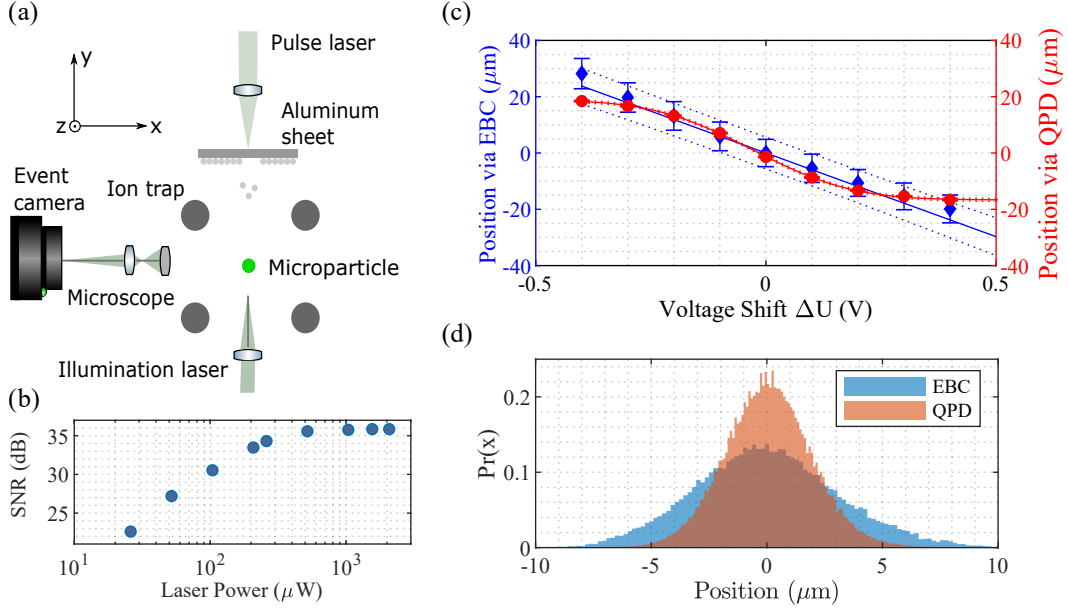 (a)
Pulse laser
y
Aluminum
sheet
z
x
Event
camera
Ion trap
Microparticle
Microscope
Illumination laser
(b)
SNR (dB)
35
30
25
10^1
10^2
10^3
Laser Power (μW)
(c)
Position via EBC (μm)
40
20
0
-20
-40
-0.5
0
0.5
Voltage Shift ΔU (V)
40
20
0
-20
-40
Position via QPD (μm)
(d)
Pr(x)
0.2
0.1
0
EBC
QPD
-10
-5
0
5
10
Position (μm)